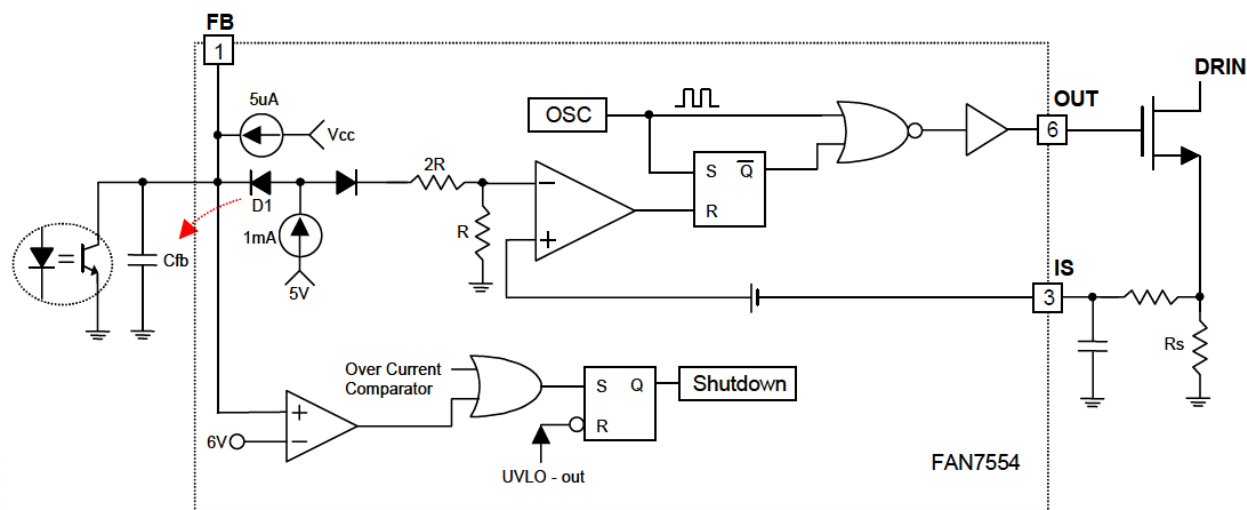 FB
1
5uA
Vcc
OSC
OUT
6
DRIN
2R
S Q
R
D1
R
1mA
Cfb
5V
IS
3
Rs
Over Current
Comparator
S Q
R
Shutdown
6V
UVLO - out
FAN7554